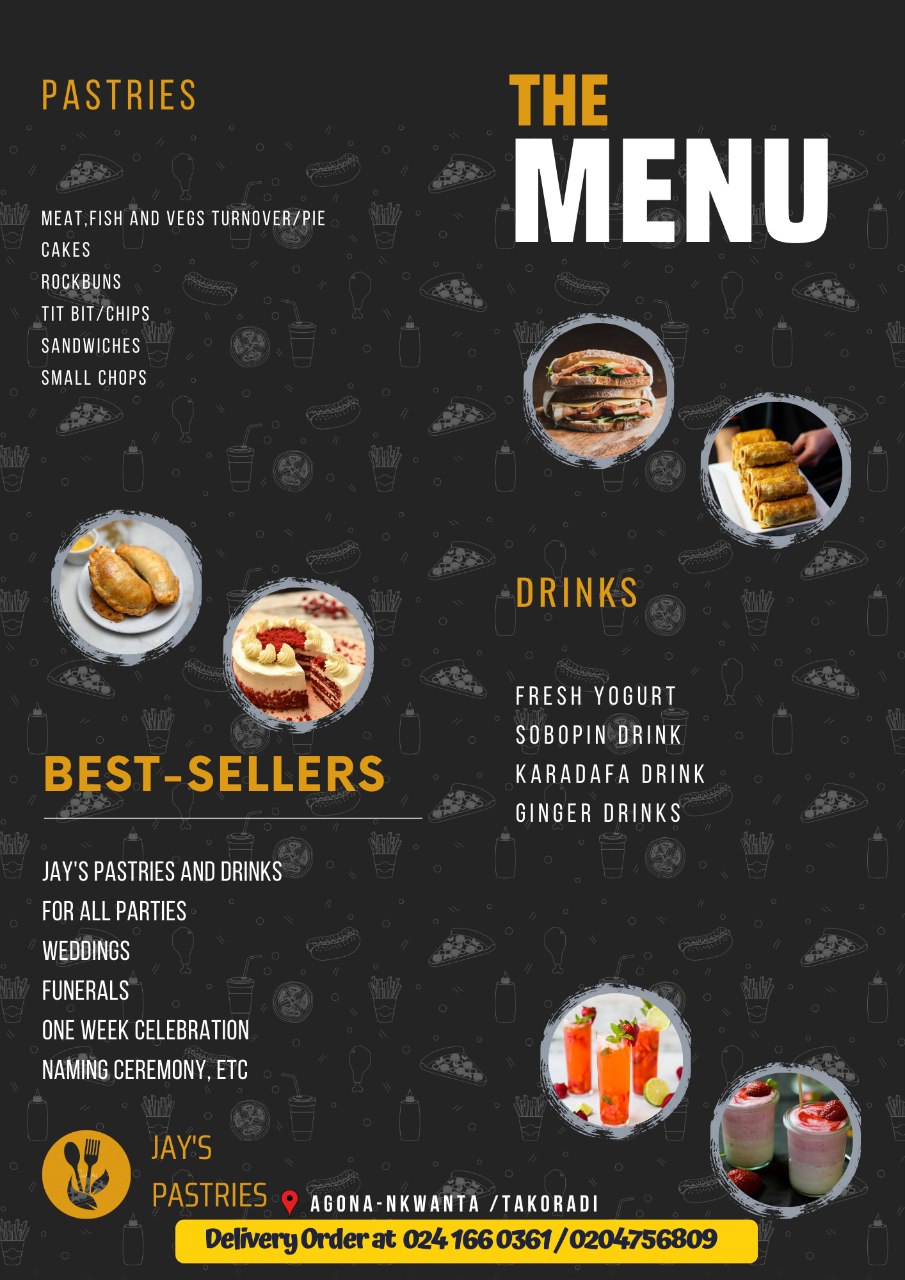 PASTRIES
MEAT,FISH AND VEGS TURNOVER/PIE
CAKES
ROCKBUNS
TIT BIT/CHIPS
SANDWICHES
SMALL CHOPS
BEST-SELLERS
JAY'S PASTRIES AND DRINKS
FOR ALL PARTIES
WEDDINGS
FUNERALS
ONE WEEK CELEBRATION
NAMING CEREMONY, ETC
THE
MENU
DRINKS
FRESH YOGURT
SOBOPIN DRINK
KARADAFA DRINK
GINGER DRINKS
JAY'S
PASTRIES
AGONA-NKWANTA /TAKORADI
Delivery Order at 024 166 0361 / 0204756809